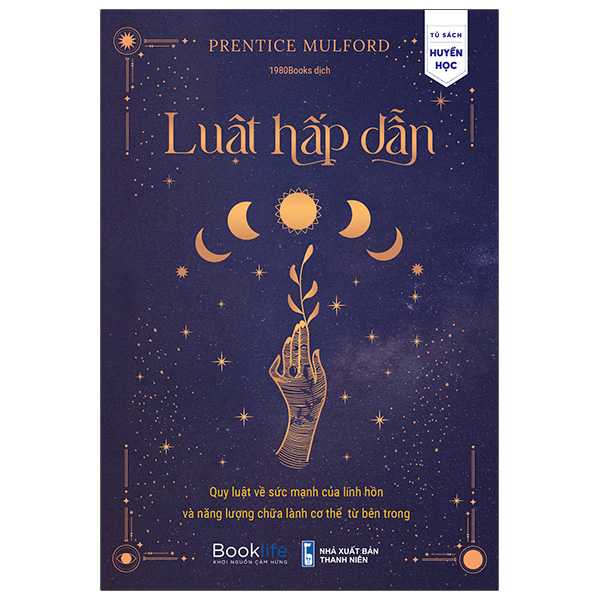 PRENTICE MULFORD
TỦ SÁCH
HUYỀN
HỌC
1980Books dịch
Luật hấp dẫn
Quy luật về sức mạnh của linh hồn
và năng lượng chữa lành cơ thể từ bên trong
Booklife
KHƠI NGUỒN CẢM HỨNG
NHÀ XUẤT BẢN
THANH NIÊN